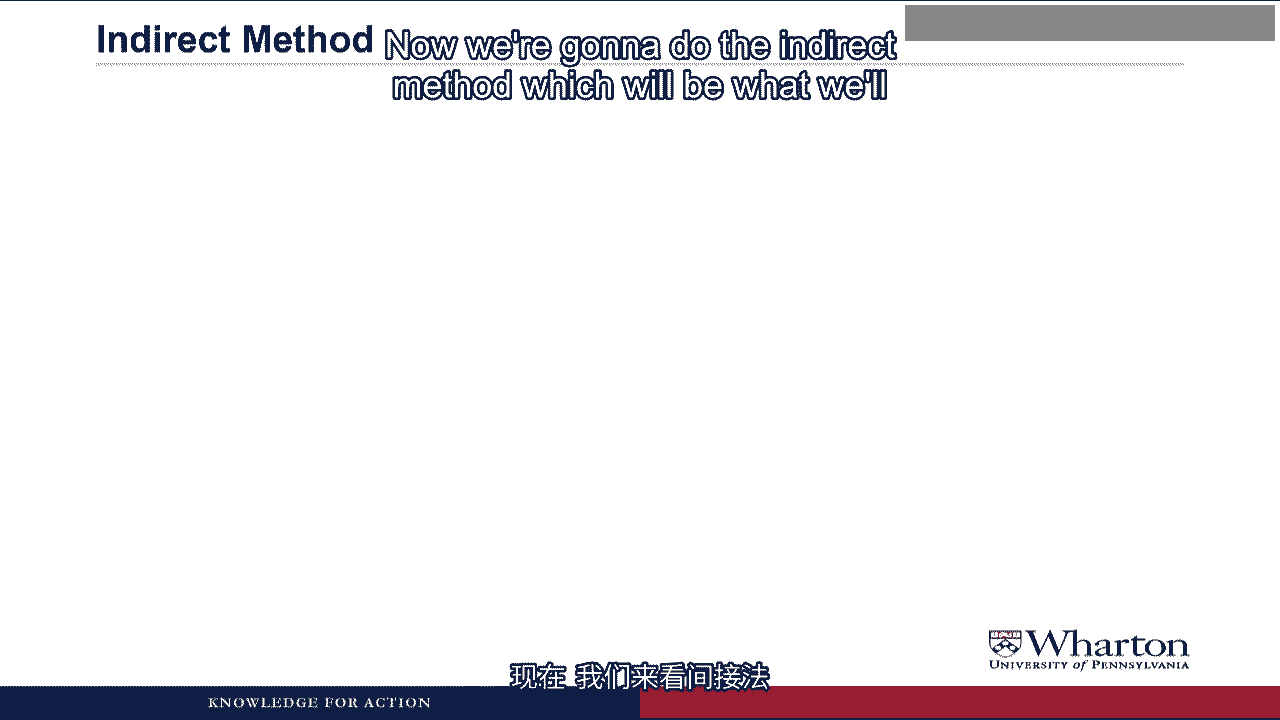 Indirect Method
Now we're gonna do the indirect
method which will be what we'll
Wharton
UNIVERSITY of PENNSYLVANIA
现在 我们来看间接法
KNOWLEDGE FOR ACTION